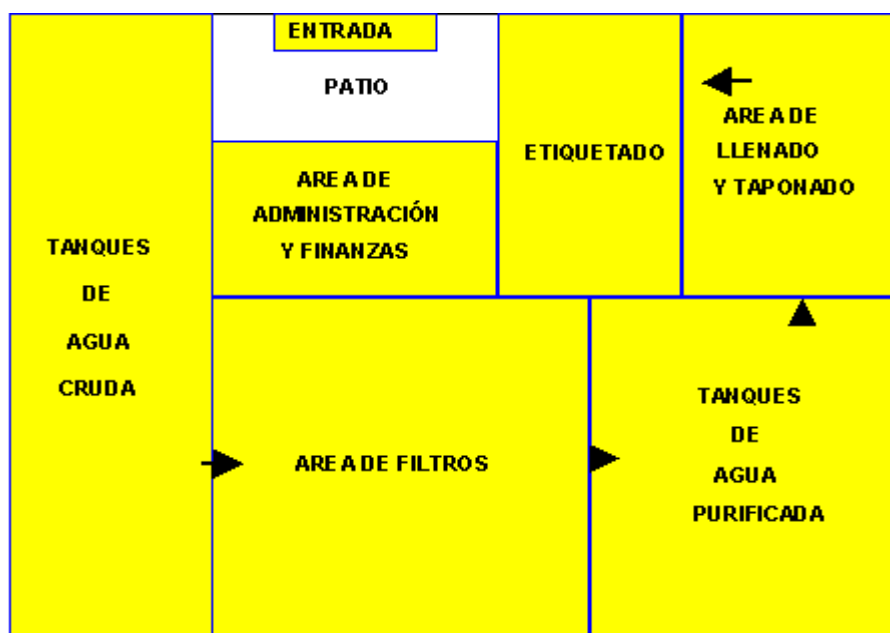 ENTRADA
PATIO
AREA DE
ADMINISTRACIÓN
Y FINANZAS
ETIQUETADO
AREA DE
LLENADO
Y TAPONADO
TANQUES
DE
AGUA
CRUDA
AREA DE FILTROS
TANQUES
DE
AGUA
PURIFICADA